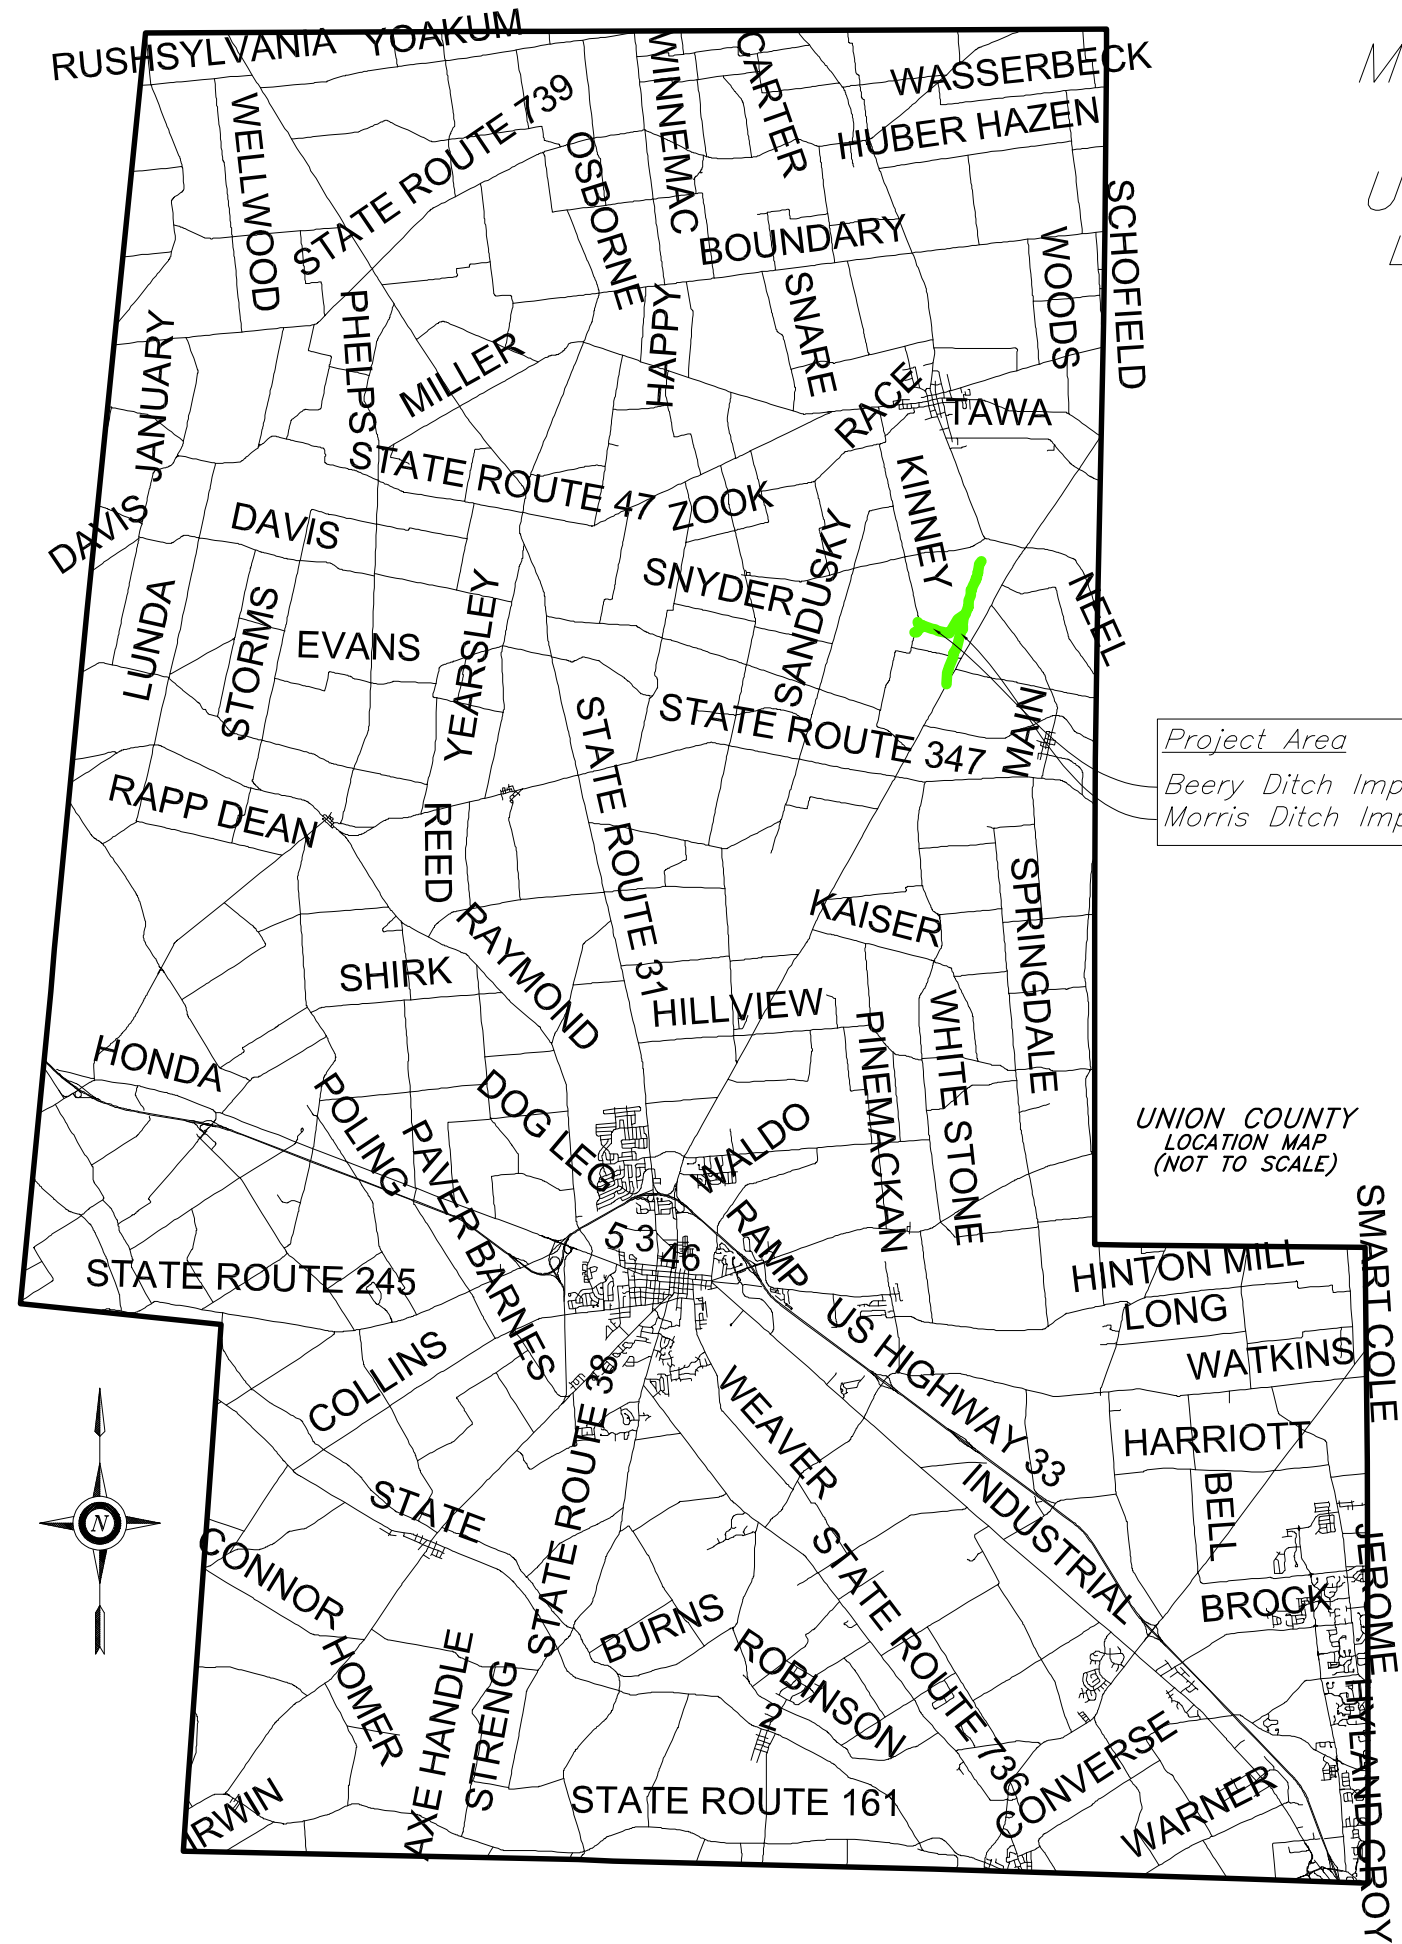 RUSHSYLVANIA
YOAKUM
WINNEMAC
CARTER
WASSERBECK
M
WELLWOOD
STATE ROUTE 739
OSBORNE
HUBER HAZEN
U
SCHOFIELD
BOUNDARY
WOODS
L
JANUARY
PHELPS
MILLER
HAPPY
SNARE
RACE
TAWA
STATE ROUTE 47
ZOOK
KINNEY
DAVIS
DAVIS
SNYDER
SANDUSKY
NEEL
LUNDA
STORMS
EVANS
YEARSLEY
STATE ROUTE 31
STATE ROUTE 347
MAIN
Project Area
Beery Ditch Imp
Morris Ditch Imp
RAPP DEAN
REED
RAYMOND
KAISER
SPRINGDALE
SHIRK
HILLVIEW
PINEMACKAN
WHITE STONE
HONDA
POLING
PAVER BARNES
DOG LEG
WALDO
UNION COUNTY
LOCATION MAP
(NOT TO SCALE)
5 3 46
RAMP
SMART COLE
STATE ROUTE 245
HINTON MILL
LONG
WATKINS
COLLINS
STATE ROUTE 38
WEAVER
US HIGHWAY 33
HARRIOTT
BELL
N
STATE
INDUSTRIAL
JEROME
CONNOR
HOMER
BURNS
ROBINSON
STATE ROUTE 736
BROCK
AXE HANDLE
STRENG
2
HYLAND CROY
IRWIN
STATE ROUTE 161
CONVERSE
WARNER